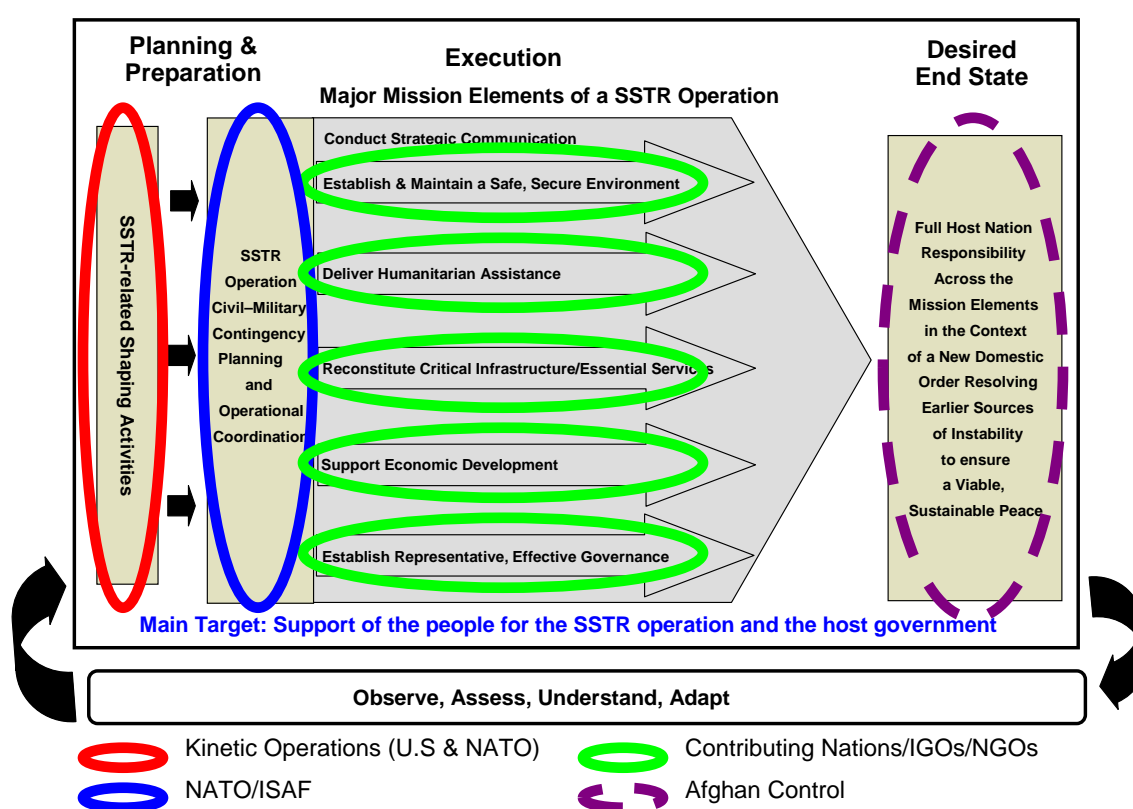 Planning &
Preparation
Execution
Desired
End State
Major Mission Elements of a SSTR Operation
SSTR-related Shaping Activities
SSTR
Operation
Civil–Military
Contingency
Planning
and
Operational
Coordination
Conduct Strategic Communication
Establish & Maintain a Safe, Secure Environment
Deliver Humanitarian Assistance
Reconstitute Critical Infrastructure/Essential Services
Support Economic Development
Establish Representative, Effective Governance
Full Host Nation
Responsibility
Across the
Mission Elements
in the Context
of a New Domestic
Order Resolving
Earlier Sources
of Instability
to ensure
a Viable,
Sustainable Peace
Main Target: Support of the people for the SSTR operation and the host government
Observe, Assess, Understand, Adapt
Kinetic Operations (U.S & NATO)
Contributing Nations/IGOs/NGOs
NATO/ISAF
Afghan Control